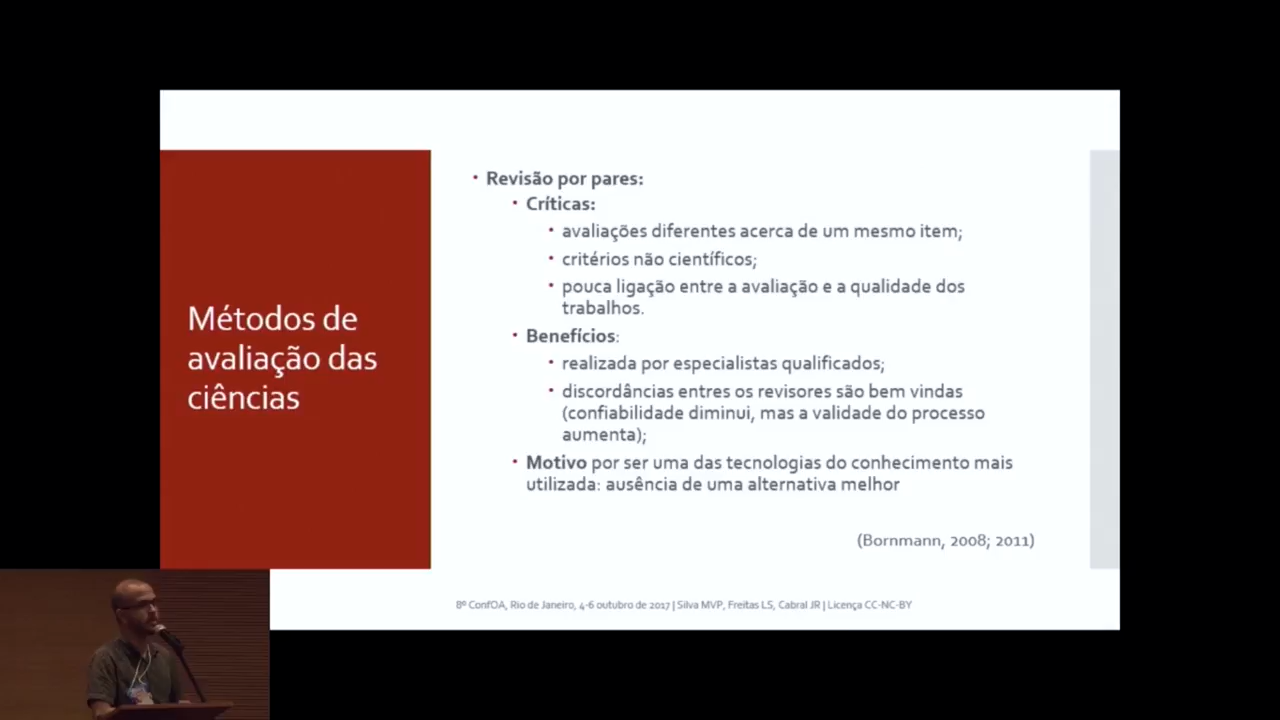 Métodos de
avaliação das
ciências
• Revisão por pares:
• Críticas:
• avaliações diferentes acerca de um mesmo item;
• critérios não científicos;
• pouca ligação entre a avaliação e a qualidade dos
trabalhos.
• Benefícios:
• realizada por especialistas qualificados;
• discordâncias entres os revisores são bem vindas
(confiabilidade diminui, mas a validade do processo
aumenta);
• Motivo por ser uma das tecnologias do conhecimento mais
utilizada: ausência de uma alternativa melhor
(Bornmann, 2008; 2011)
8º ConfOA, Rio de Janeiro, 4-6 outubro de 2017 | Silva MVP, Freitas LS, Cabral JR | Licença CC-NC-BY